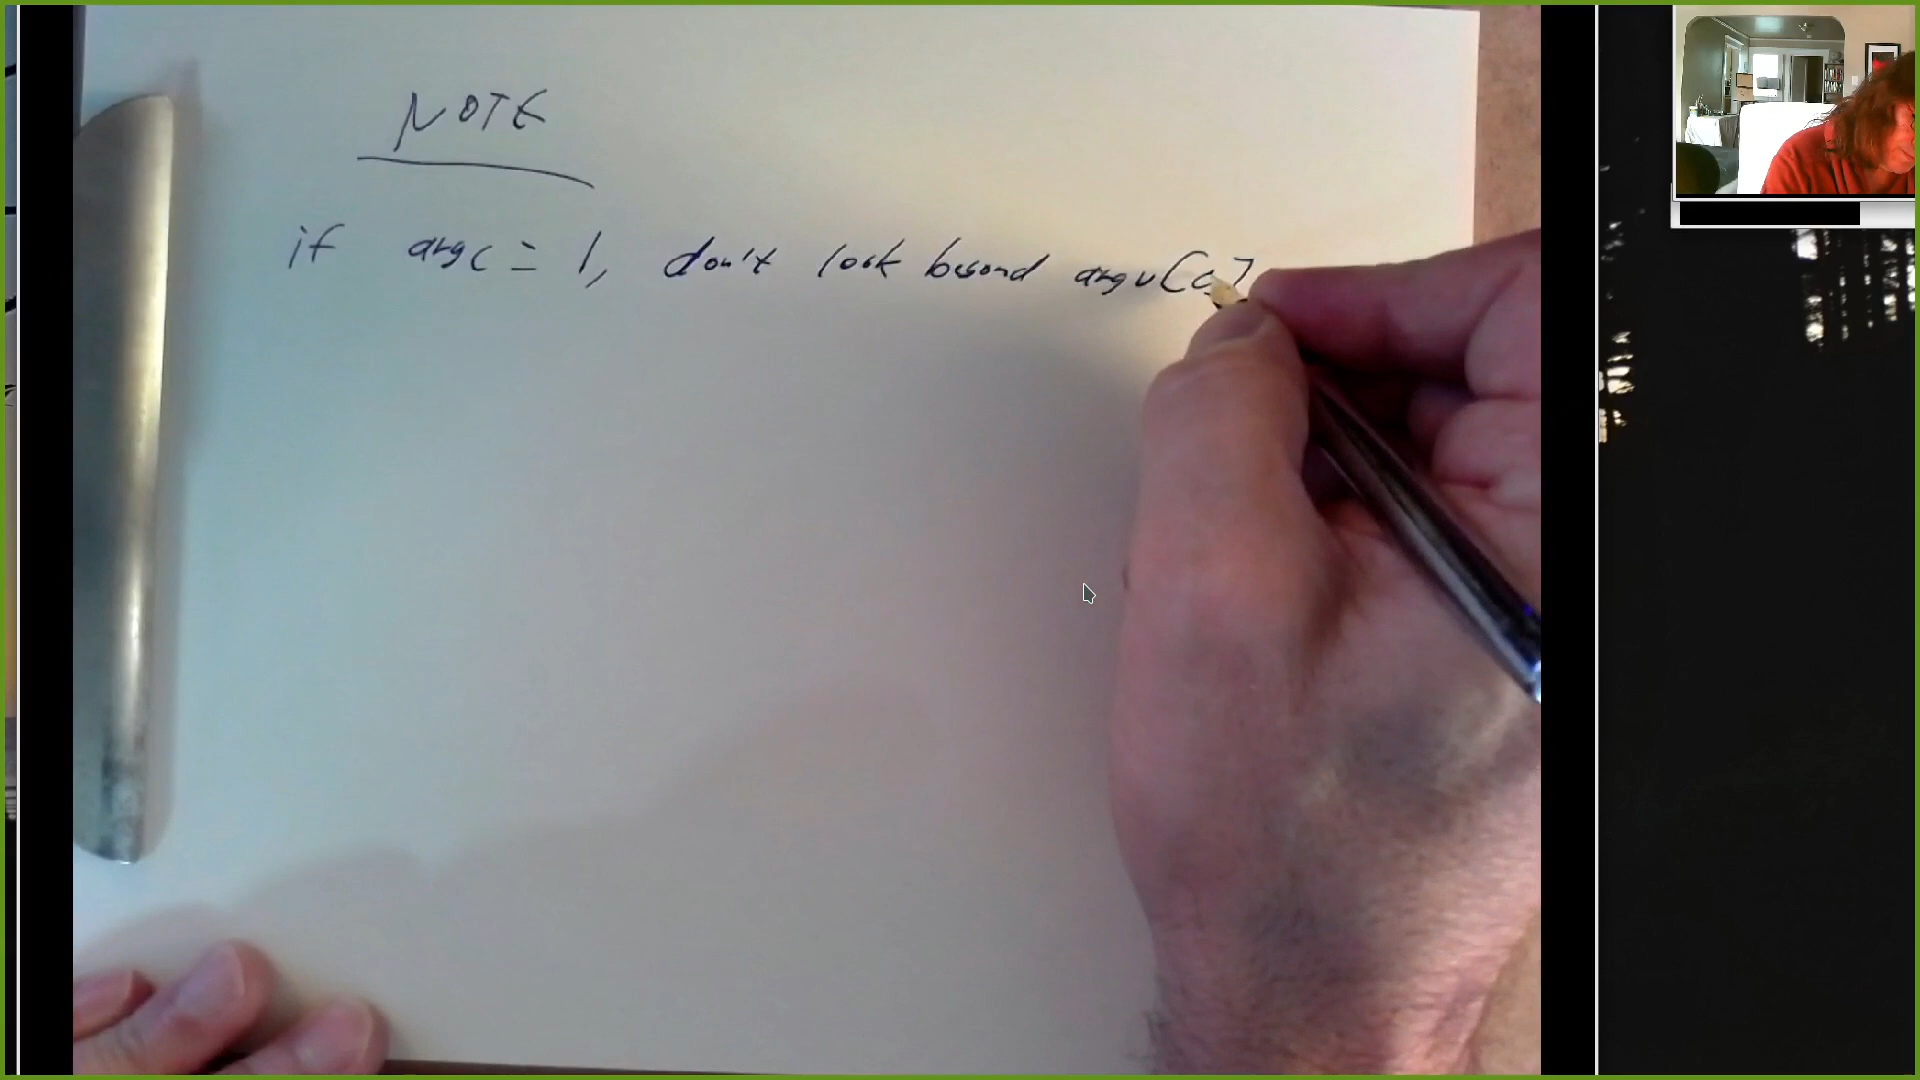 NOTE
if argc = 1, don't look beyond argv[0]